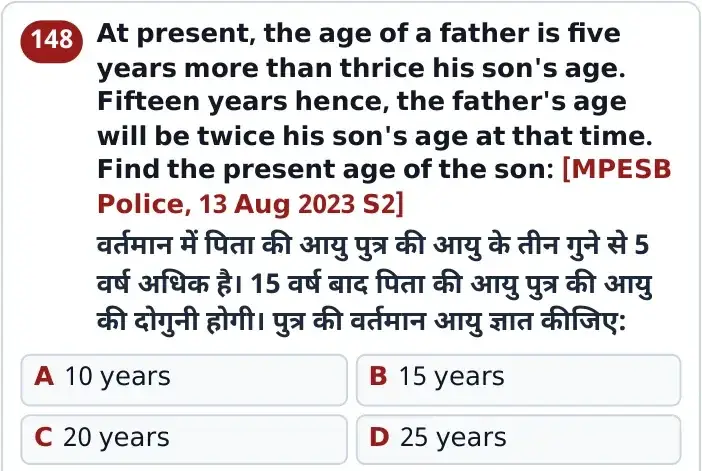 148 At present, the age of a father is five
years more than thrice his son's age.
Fifteen years hence, the father's age
will be twice his son's age at that time.
Find the present age of the son: [MPESB
Police, 13 Aug 2023 S2]
वर्तमान में पिता की आयु पुत्र की आयु के तीन गुने से 5
वर्ष अधिक है। 15 वर्ष बाद पिता की आयु पुत्र की आयु
की दोगुनी होगी। पुत्र की वर्तमान आयु ज्ञात कीजिए:
A 10 years
B 15 years
C 20 years
D 25 years